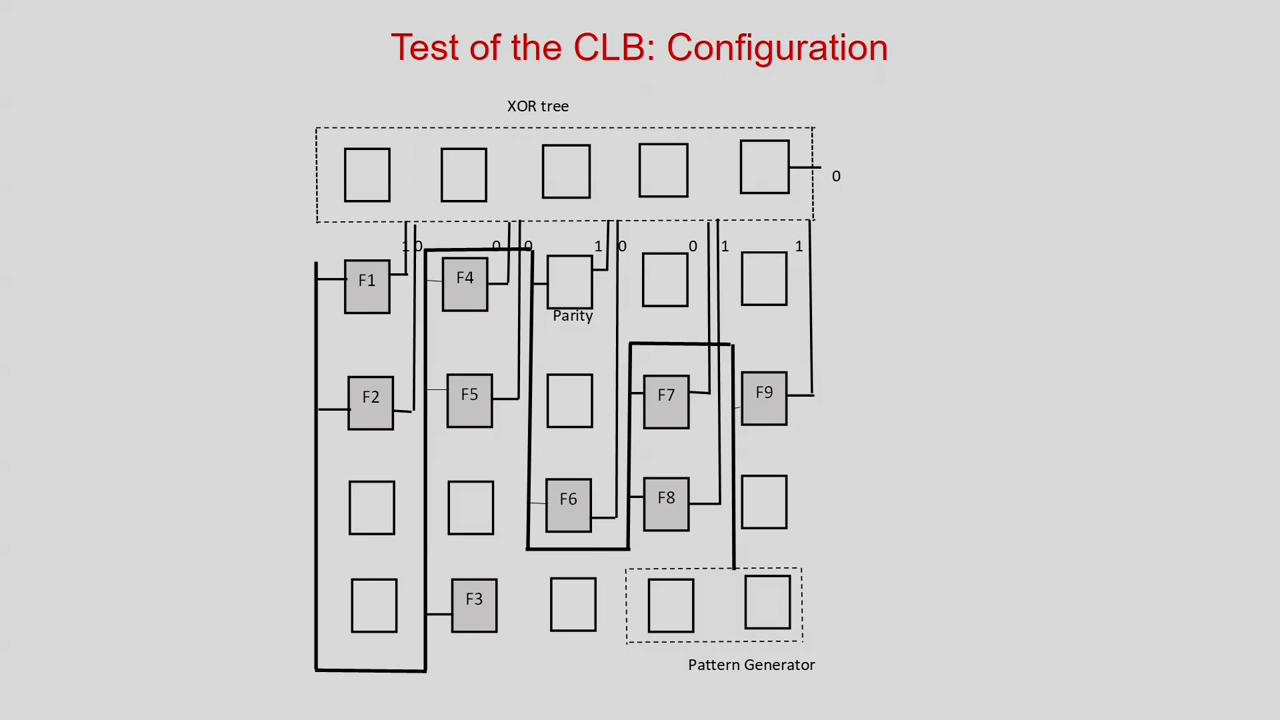 Test of the CLB: Configuration
XOR tree
0
1 0 0 0 1 0 0 1 1
F1 F4
Parity
F2 F5 F7 F9
F6 F8
F3
Pattern Generator